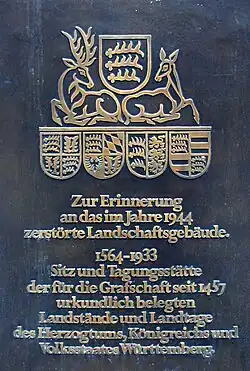 Zur Erinnerung
an das im Jahre 1944
zerstörte Landschaftsgebäude.
1564-1933
Sitz und Tagungsstätte
der für die Grafschaft seit 1457
urkundlich belegten
Landstände und Landtage
des Herzogtums, Königreichs und
Volksstaates Württemberg.